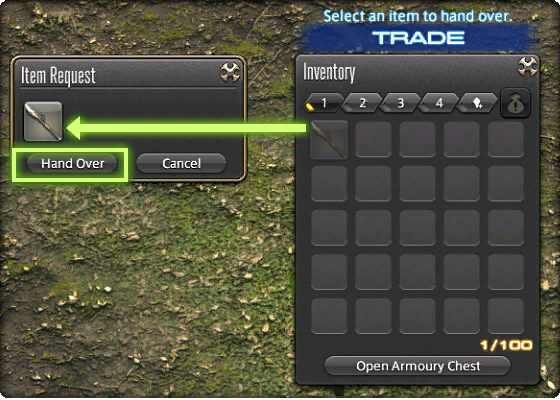 Select an item to hand over.
TRADE
Item Request
Hand Over
Cancel
Inventory
1 2 3 4
1/100
Open Armoury Chest